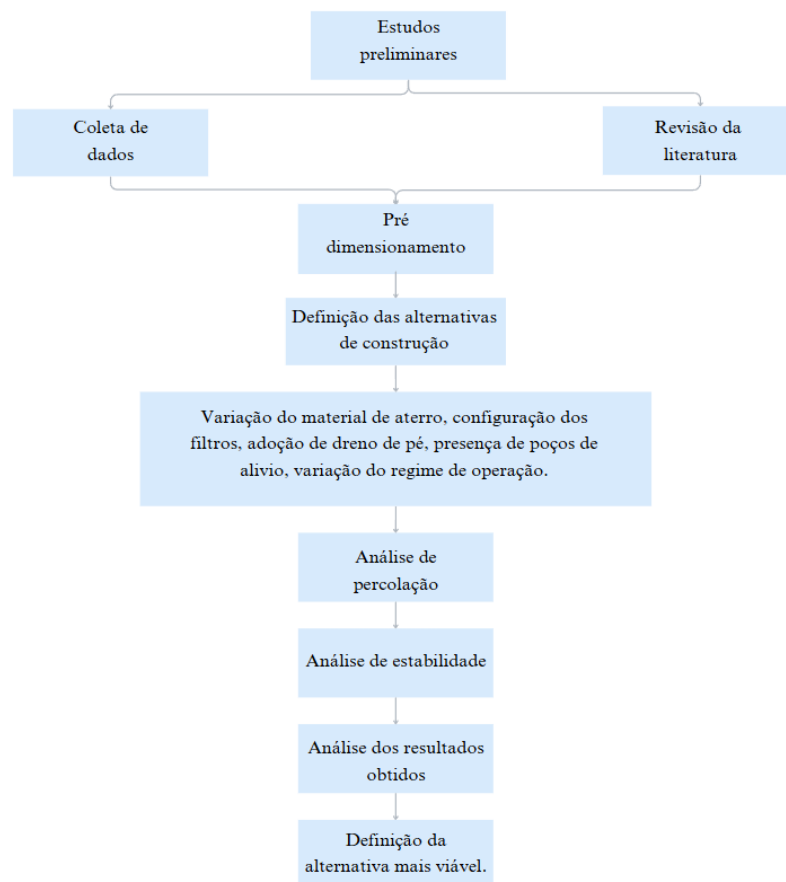 Estudos
preliminares
Coleta de
dados
Revisão da
literatura
Pré
dimensionamento
Definição das alternativas
de construção
Variação do material de aterro, configuração dos
filtros, adoção de dreno de pé, presença de poços de
alivio, variação do regime de operação.
Análise de
percolação
Análise de estabilidade
Análise dos resultados
obtidos
Definição da
alternativa mais viável.